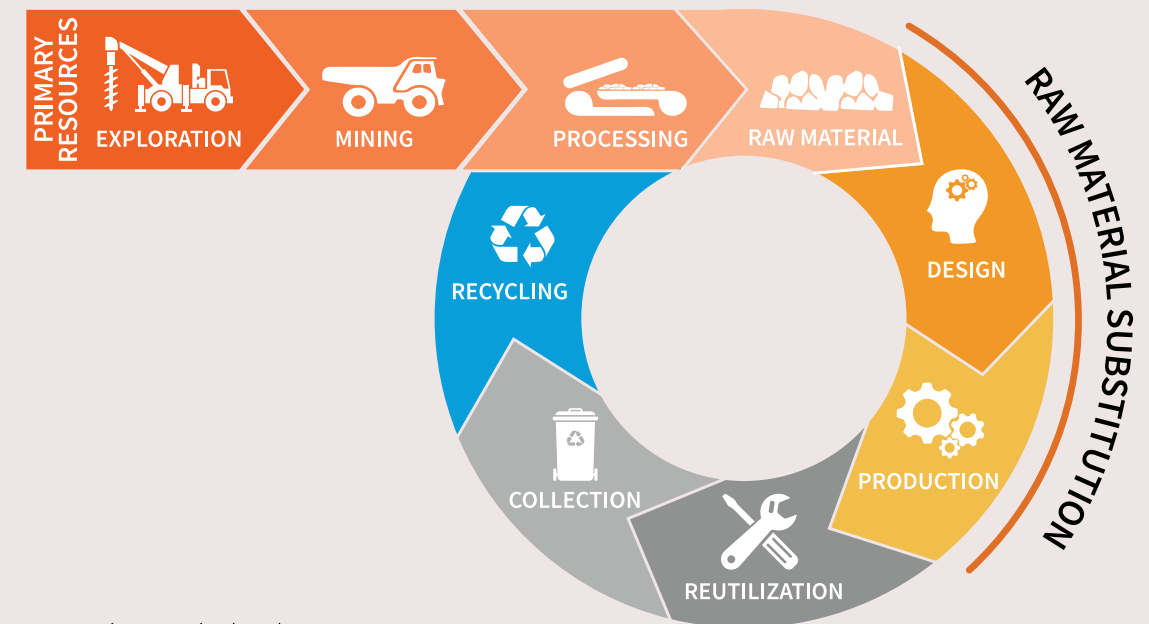 PRIMARY
RESOURCES
EXPLORATION
MINING
PROCESSING
RAW MATERIAL
DESIGN
PRODUCTION
REUTILIZATION
COLLECTION
RECYCLING
RAW MATERIAL SUBSTITUTION